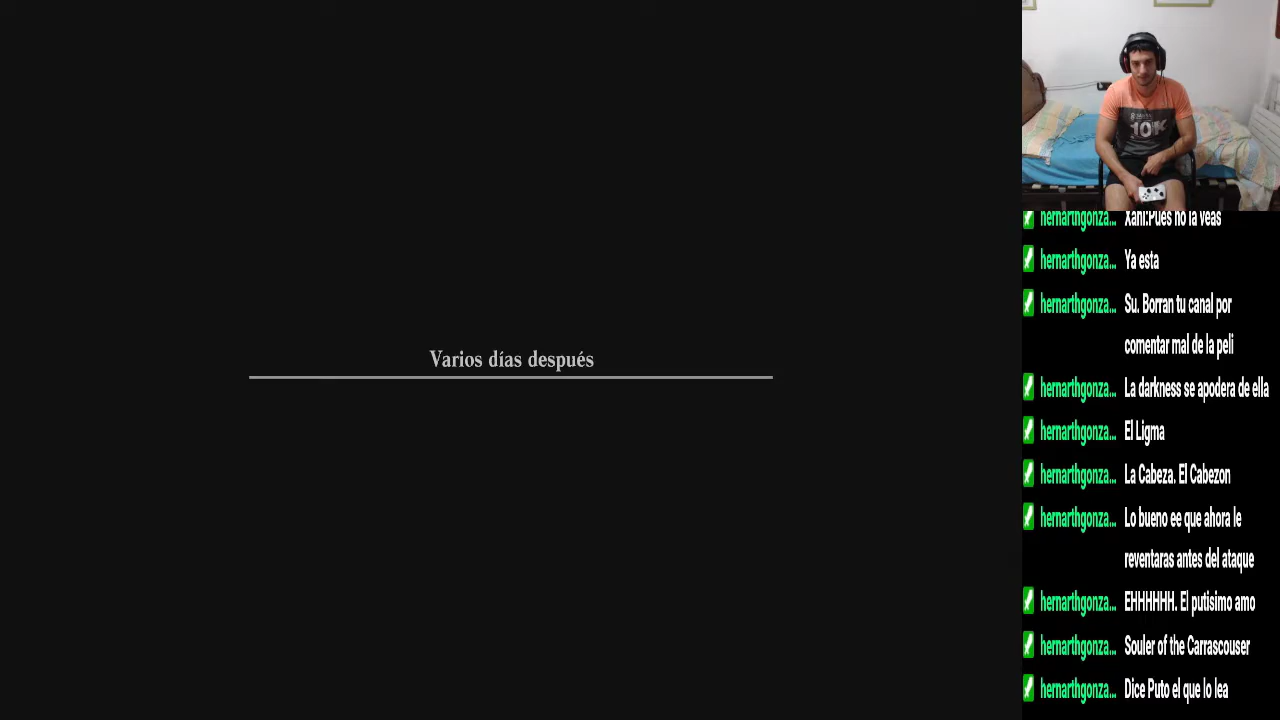 Varios días después
10K
hernarthgonza... Xani:Pues no la veas
hernarthgonza... Ya esta
hernarthgonza... Su. Borran tu canal por
comentar mal de la peli
hernarthgonza... La darkness se apodera de ella
hernarthgonza... El Ligma
hernarthgonza... La Cabeza. El Cabezon
hernarthgonza... Lo bueno ee que ahora le
reventaras antes del ataque
hernarthgonza... EHHHHHH. El putisimo amo
hernarthgonza... Souler of the Carrascouser
hernarthgonza... Dice Puto el que lo lea